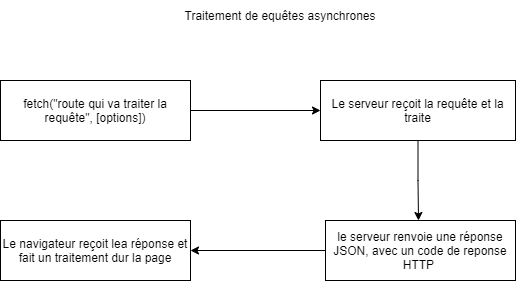 Traitement de equêtes asynchrones
fetch("route qui va traiter la
requête", [options])
Le serveur reçoit la requête et la
traite
le serveur renvoie une réponse
JSON, avec un code de reponse
HTTP
Le navigateur reçoit lea réponse et
fait un traitement dur la page